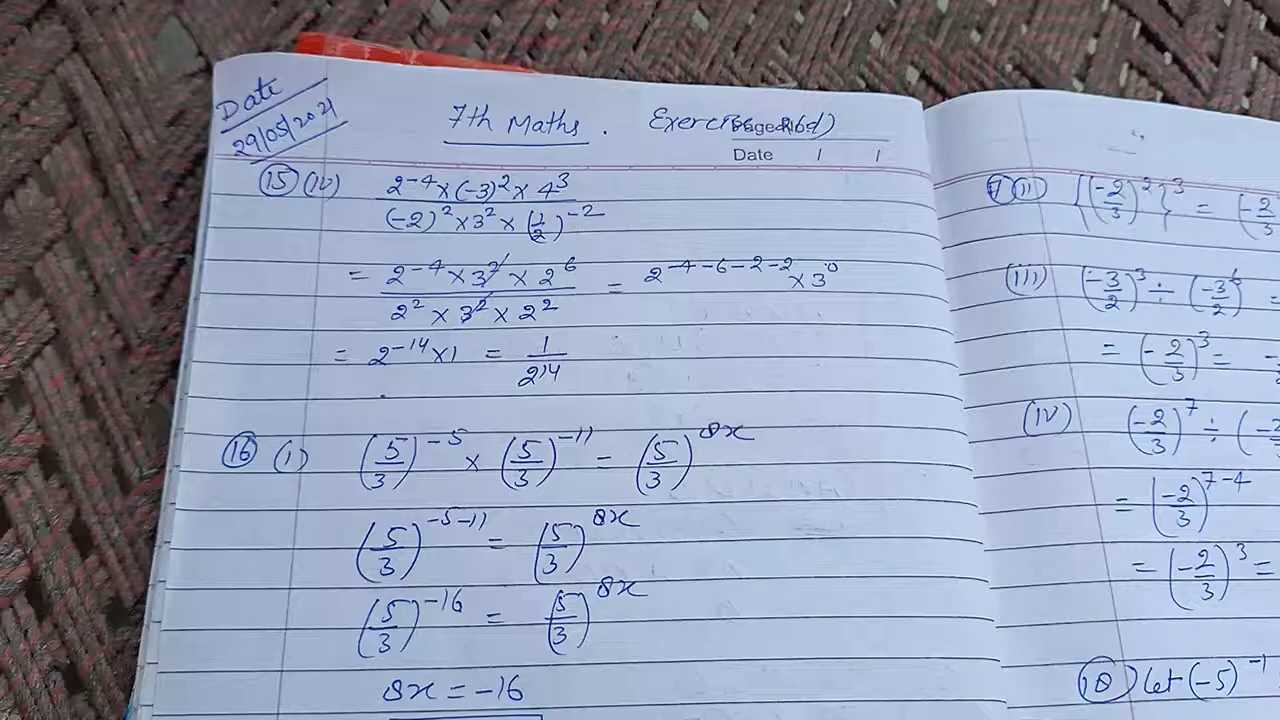 Date
29/05/2021
7th Maths . Exercise
Date / /
(15) (iv) 2^-4 × (-3)^2 × 4^3 / (-2)^2 × 3^2 × (1/2)^-2
= 2^-4 × 3^2 × 2^6 / 2^2 × 3^2 × 2^2 = 2^-4-6-2-2 × 3^0
= 2^-14 × 1 = 1/2^14
(16) (i) (5/3)^-5 × (5/3)^-11 = (5/3)^8x
(5/3)^-5-11 = (5/3)^8x
(5/3)^-16 = (5/3)^8x
8x = -16
(ii) {(-2/3)^2}^3 = (-2/3
(iii) (-3/2)^3 ÷ (-3/2)^6 =
= (-2/3)^3 = -
(iv) (-2/3)^7 ÷ (-2
= (-2/3)^7-4
= (-2/3)^3 =
(10) let (-5)^-1